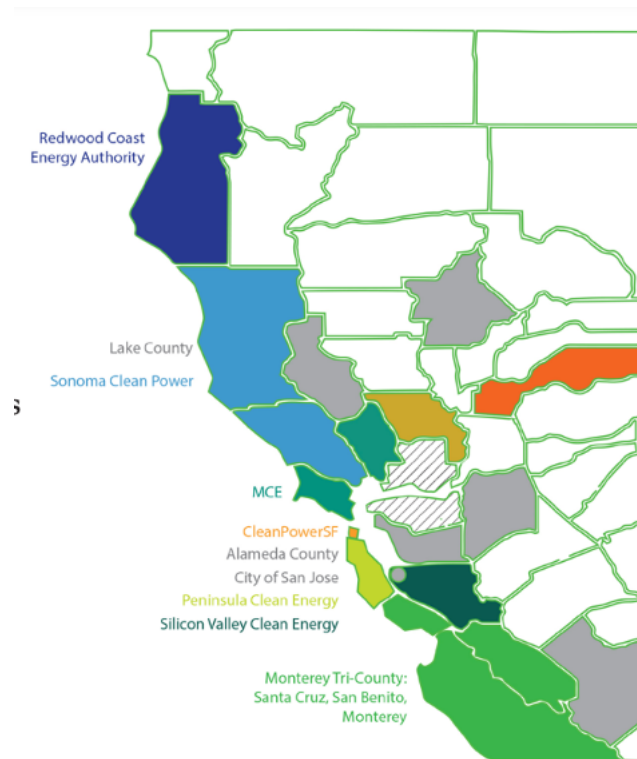 Redwood Coast
Energy Authority
Lake County
Sonoma Clean Power
s
MCE
CleanPowerSF
Alameda County
City of San Jose
Peninsula Clean Energy
Silicon Valley Clean Energy
Monterey Tri-County:
Santa Cruz, San Benito,
Monterey